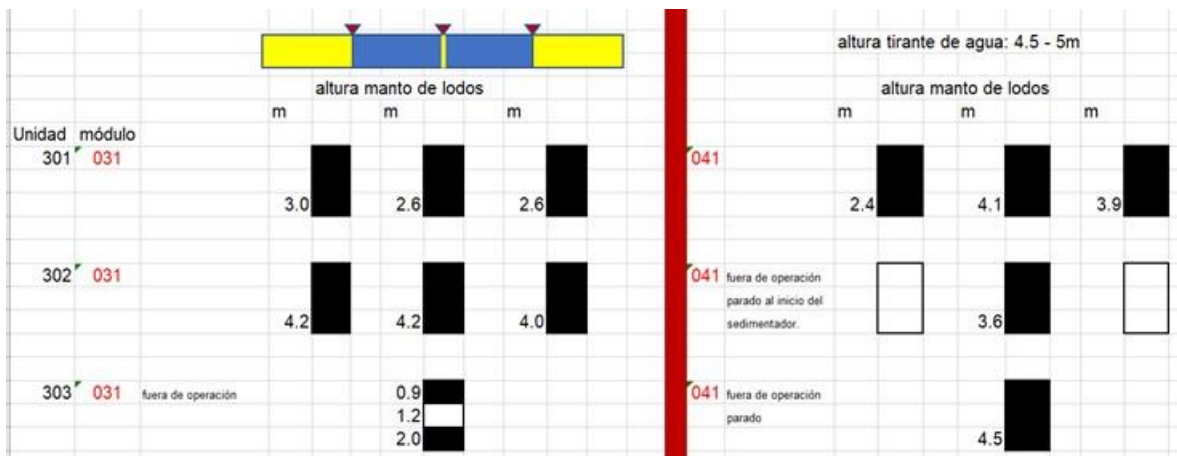 altura tirante de agua: 4.5 - 5m
altura manto de lodos
altura manto de lodos
m m m
m m m
Unidad módulo
301 031
3.0 2.6 2.6
041
2.4 4.1 3.9
302 031
4.2 4.2 4.0
041 fuera de operación
parado al inicio del
sedimentador.
3.6
303 031 fuera de operación
0.9
1.2
2.0
041 fuera de operación
parado
4.5